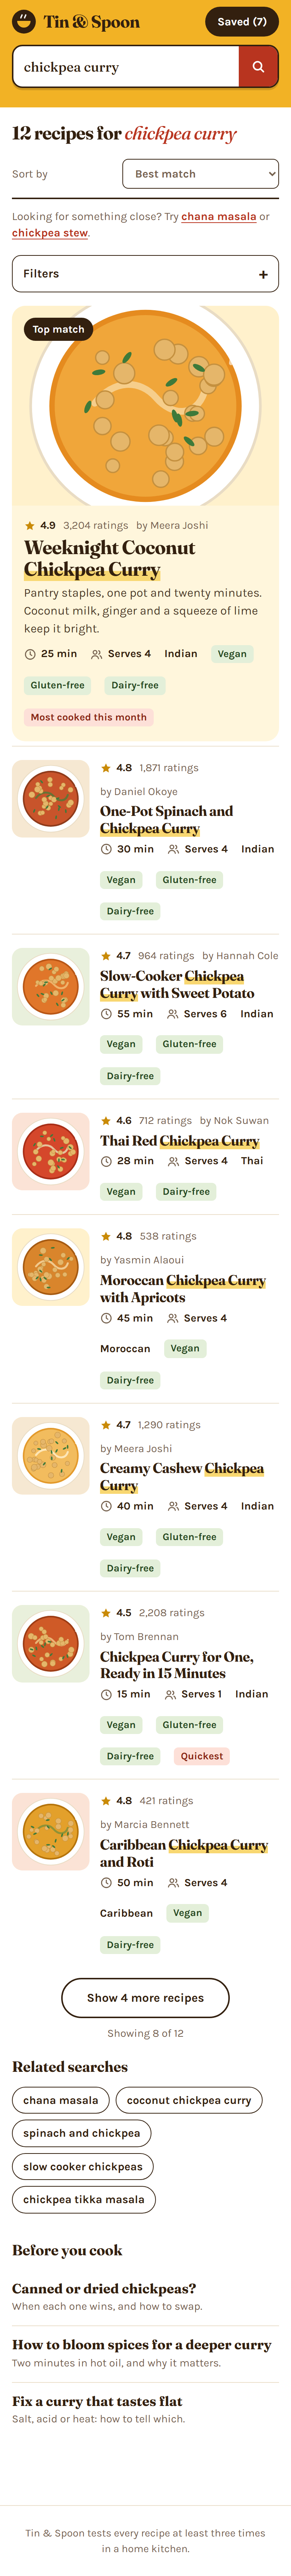 Tin & Spoon
Saved (7)
chickpea curry
12 recipes for chickpea curry
Sort by
Best match
Looking for something close? Try chana masala or
chickpea stew.
Filters
+
Top match
4.9 3,204 ratings by Meera Joshi
Weeknight Coconut
Chickpea Curry
Pantry staples, one pot and twenty minutes.
Coconut milk, ginger and a squeeze of lime
keep it bright.
25 min Serves 4 Indian Vegan
Gluten-free Dairy-free
Most cooked this month
4.8 1,871 ratings
by Daniel Okoye
One-Pot Spinach and
Chickpea Curry
30 min Serves 4 Indian
Vegan Gluten-free
Dairy-free
4.7 964 ratings by Hannah Cole
Slow-Cooker Chickpea
Curry with Sweet Potato
55 min Serves 6 Indian
Vegan Gluten-free
Dairy-free
4.6 712 ratings by Nok Suwan
Thai Red Chickpea Curry
28 min Serves 4 Thai
Vegan Dairy-free
4.8 538 ratings
by Yasmin Alaoui
Moroccan Chickpea Curry
with Apricots
45 min Serves 4
Moroccan Vegan
Dairy-free
4.7 1,290 ratings
by Meera Joshi
Creamy Cashew Chickpea
Curry
40 min Serves 4 Indian
Vegan Gluten-free
Dairy-free
4.5 2,208 ratings
by Tom Brennan
Chickpea Curry for One,
Ready in 15 Minutes
15 min Serves 1 Indian
Vegan Gluten-free
Dairy-free Quickest
4.8 421 ratings
by Marcia Bennett
Caribbean Chickpea Curry
and Roti
50 min Serves 4
Caribbean Vegan
Dairy-free
Show 4 more recipes
Showing 8 of 12
Related searches
chana masala coconut chickpea curry
spinach and chickpea
slow cooker chickpeas
chickpea tikka masala
Before you cook
Canned or dried chickpeas?
When each one wins, and how to swap.
How to bloom spices for a deeper curry
Two minutes in hot oil, and why it matters.
Fix a curry that tastes flat
Salt, acid or heat: how to tell which.
Tin & Spoon tests every recipe at least three times
in a home kitchen.